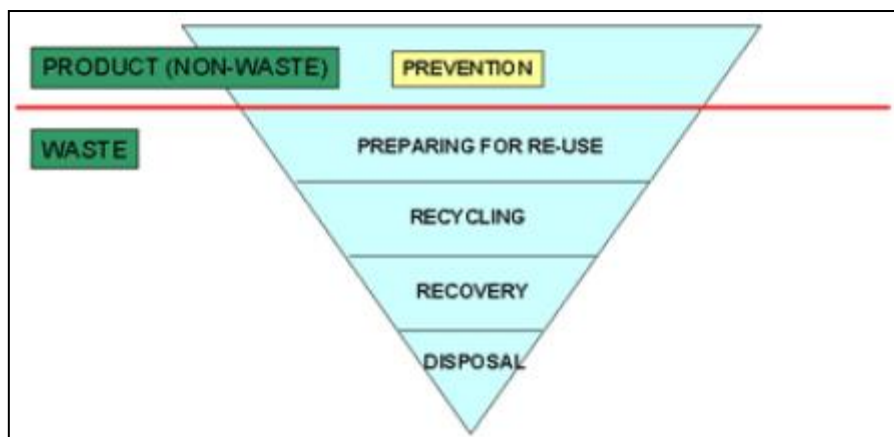 PRODUCT (NON-WASTE)
PREVENTION
WASTE
PREPARING FOR RE-USE
RECYCLING
RECOVERY
DISPOSAL